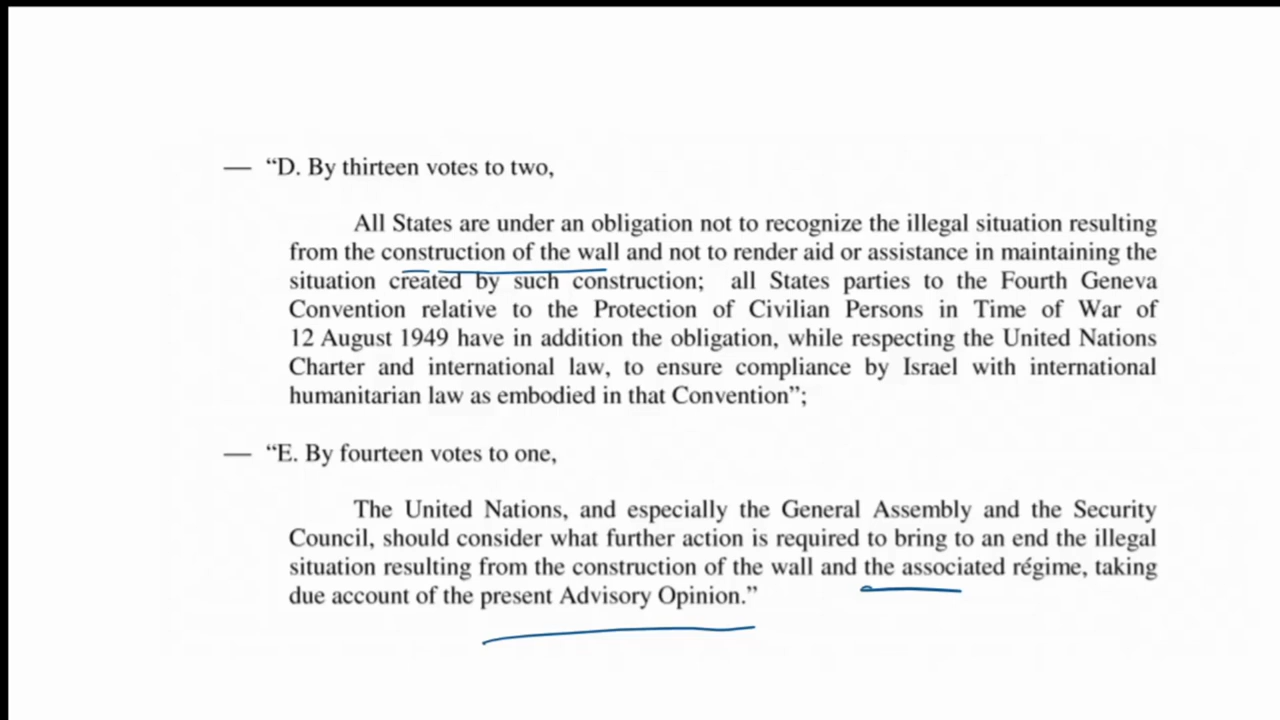 — “D. By thirteen votes to two,
All States are under an obligation not to recognize the illegal situation resulting
from the construction of the wall and not to render aid or assistance in maintaining the
situation created by such construction; all States parties to the Fourth Geneva
Convention relative to the Protection of Civilian Persons in Time of War of
12 August 1949 have in addition the obligation, while respecting the United Nations
Charter and international law, to ensure compliance by Israel with international
humanitarian law as embodied in that Convention”;
— “E. By fourteen votes to one,
The United Nations, and especially the General Assembly and the Security
Council, should consider what further action is required to bring to an end the illegal
situation resulting from the construction of the wall and the associated régime, taking
due account of the present Advisory Opinion.”